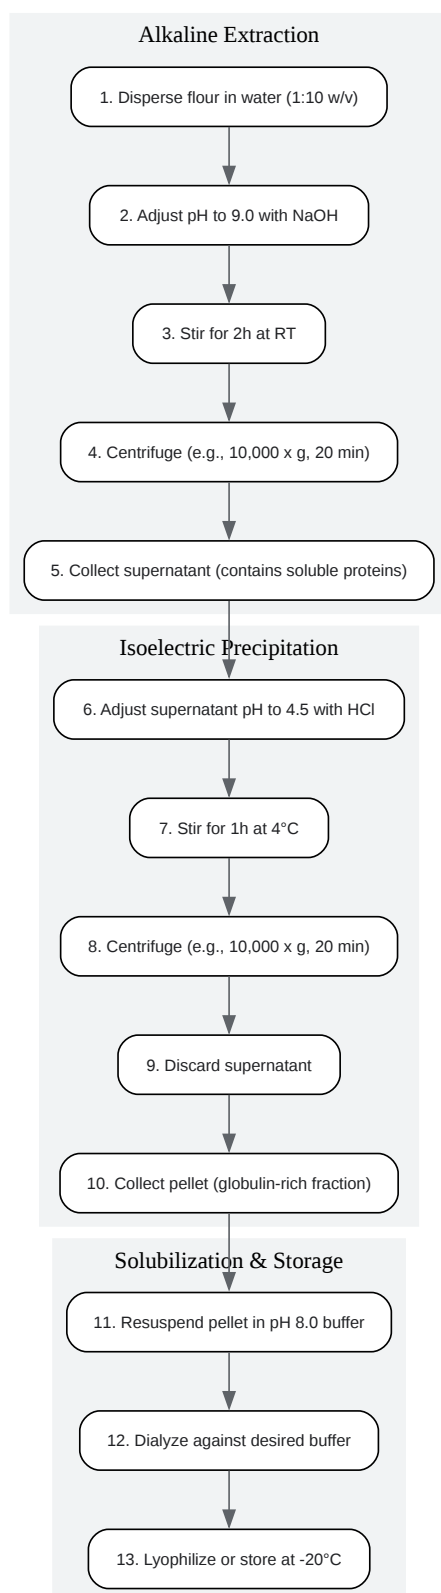 Alkaline Extraction
1. Disperse flour in water (1:10 w/v)
2. Adjust pH to 9.0 with NaOH
3. Stir for 2h at RT
4. Centrifuge (e.g., 10,000 x g, 20 min)
5. Collect supernatant (contains soluble proteins)
Isoelectric Precipitation
6. Adjust supernatant pH to 4.5 with HCl
7. Stir for 1h at 4°C
8. Centrifuge (e.g., 10,000 x g, 20 min)
9. Discard supernatant
10. Collect pellet (globulin-rich fraction)
Solubilization & Storage
11. Resuspend pellet in pH 8.0 buffer
12. Dialyze against desired buffer
13. Lyophilize or store at -20°C